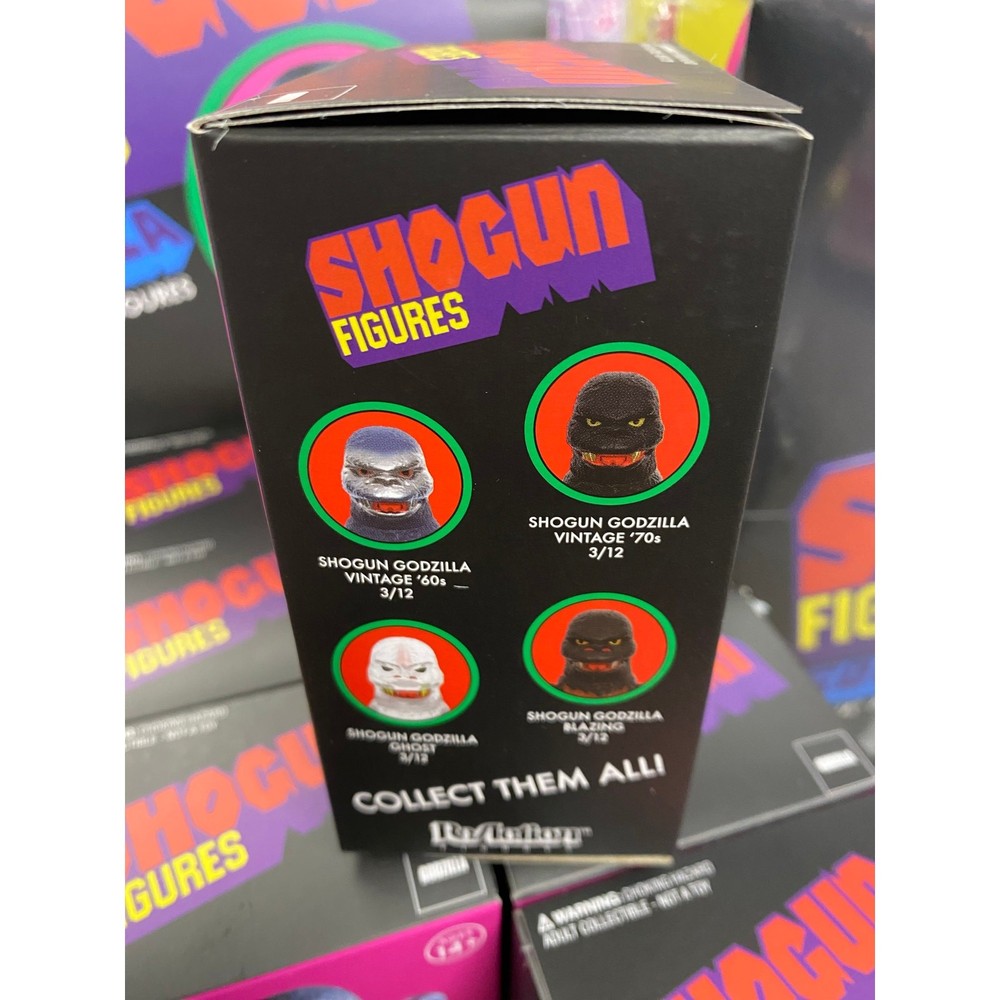 SHOGUN
FIGURES
SHOGUN
FIGURES
SHOGUN GODZILLA
VINTAGE '60s
3/12
SHOGUN GODZILLA
VINTAGE '70s
3/12
SHOGUN GODZILLA
GHOST
3/12
SHOGUN GODZILLA
BLAZING
3/12
COLLECT THEM ALL!
ReAction
FIGURES
FIGURES
FIGURES
SHOGUN
⚠ WARNING: CHOKING HAZARD
ADULT COLLECTIBLE - NOT A TOY
SHOGUN